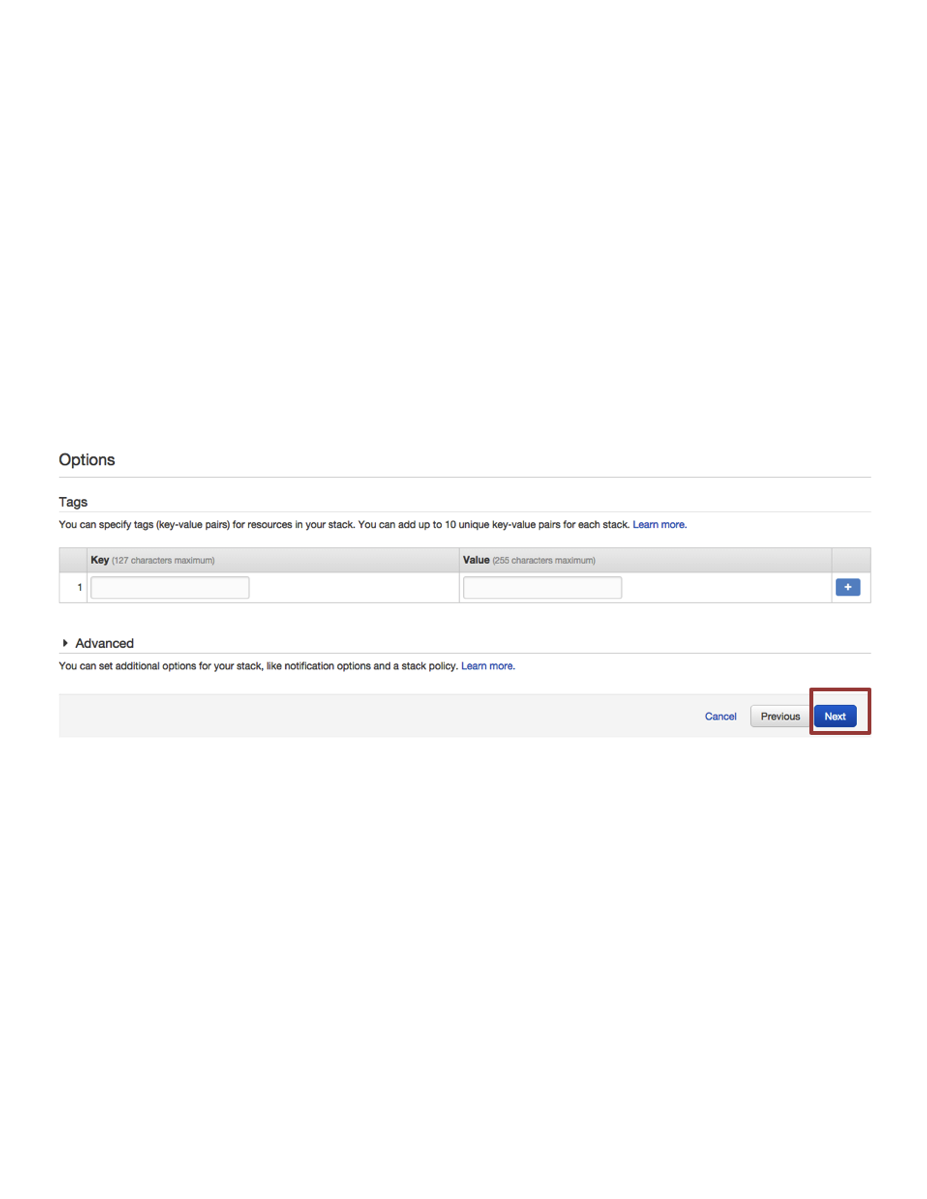 Options
Tags
You can specify tags (key-value pairs) for resources in your stack. You can add up to 10 unique key-value pairs for each stack. Learn more.
Key (127 characters maximum) Value (255 characters maximum)
1 +
Advanced
You can set additional options for your stack, like notification options and a stack policy. Learn more.
Cancel Previous Next